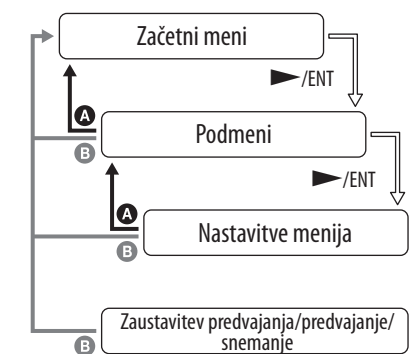 Začetni meni
►/ENT
A
B
Podmeni
►/ENT
A
B
Nastavitve menija
B
Zaustavitev predvajanja/predvajanje/
snemanje